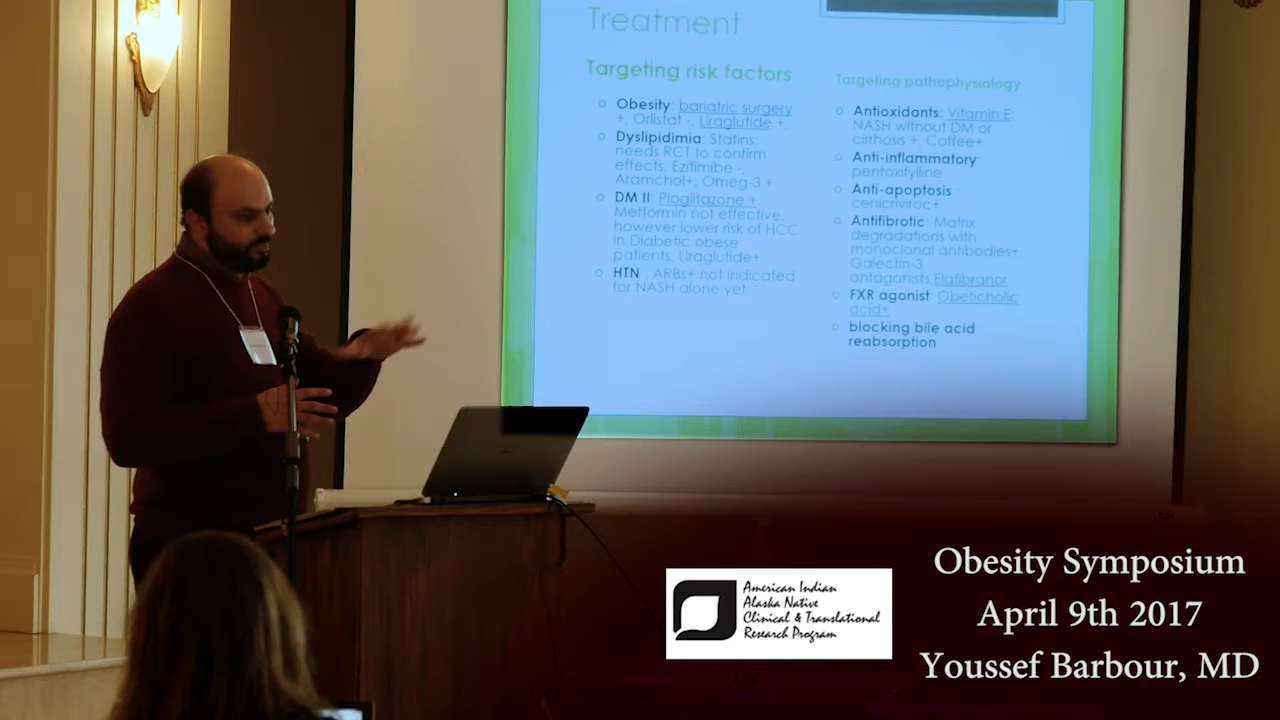 Treatment
Targeting risk factors
Obesity: bariatric surgery
+, Orlistat -, Liraglutide +
Dyslipidimia: Statins:
needs RCT to confirm
effects, Ezitimibe -,
Aramchol+, Omeg-3 +
DM II: Pioglitazone +,
Metformin not effective,
however lower risk of HCC
in Diabetic obese
patients, Liraglutide+
HTN : ARBs+ not indicated
for NASH alone yet
Targeting pathophysiology
Antioxidants: Vitamin E:
NASH without DM or
cirrhosis +, Coffee+
Anti-inflammatory
pentoxifylline
Anti-apoptosis
cenicriviroc+
Antifibrotic: Matrix
degradations with
monoclonal antibodies+
Galectin-3
antagonists,Elafibranor
FXR agonist: Obeticholic
acid+
blocking bile acid
reabsorption
American Indian
Alaska Native
Clinical & Translational
Research Program
Obesity Symposium
April 9th 2017
Youssef Barbour, MD